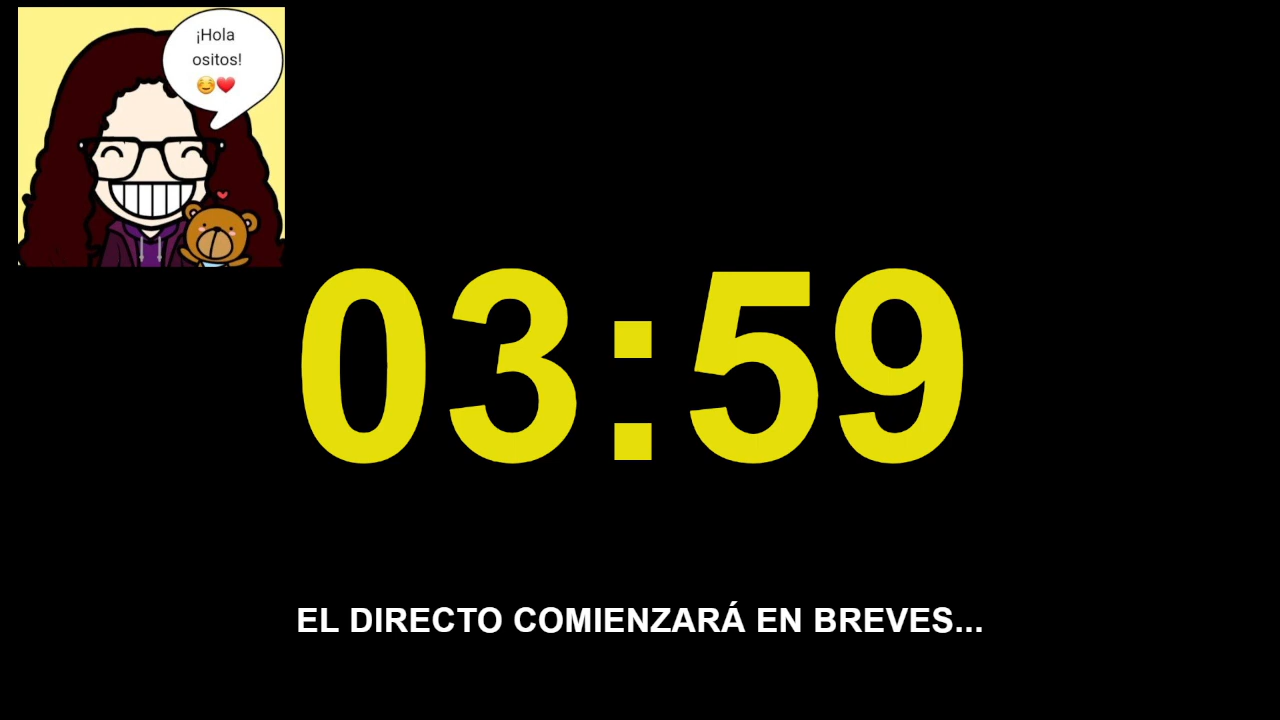 ¡Hola
ositos!
☺️❤️
03:59
EL DIRECTO COMIENZARÁ EN BREVES...